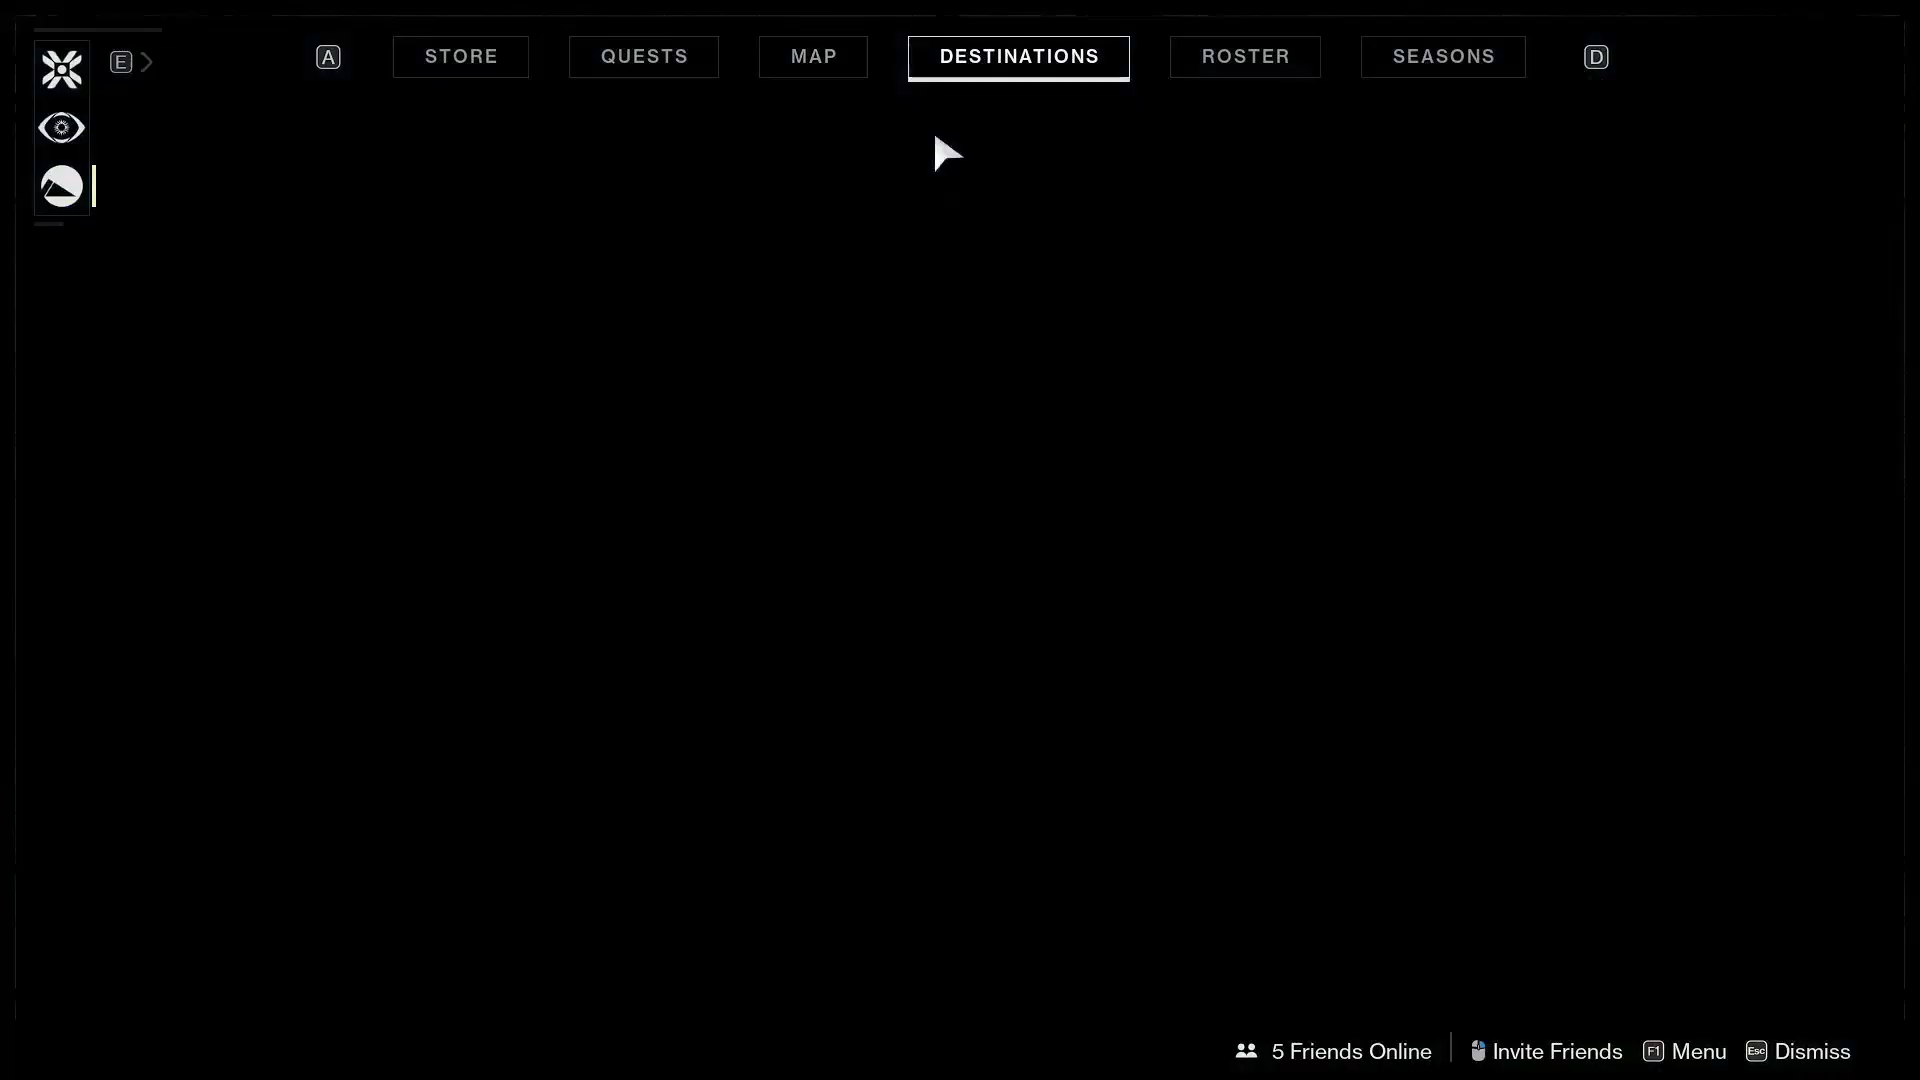 E
A
STORE
QUESTS
MAP
DESTINATIONS
ROSTER
SEASONS
D
5 Friends Online
Invite Friends
F1 Menu
Esc Dismiss